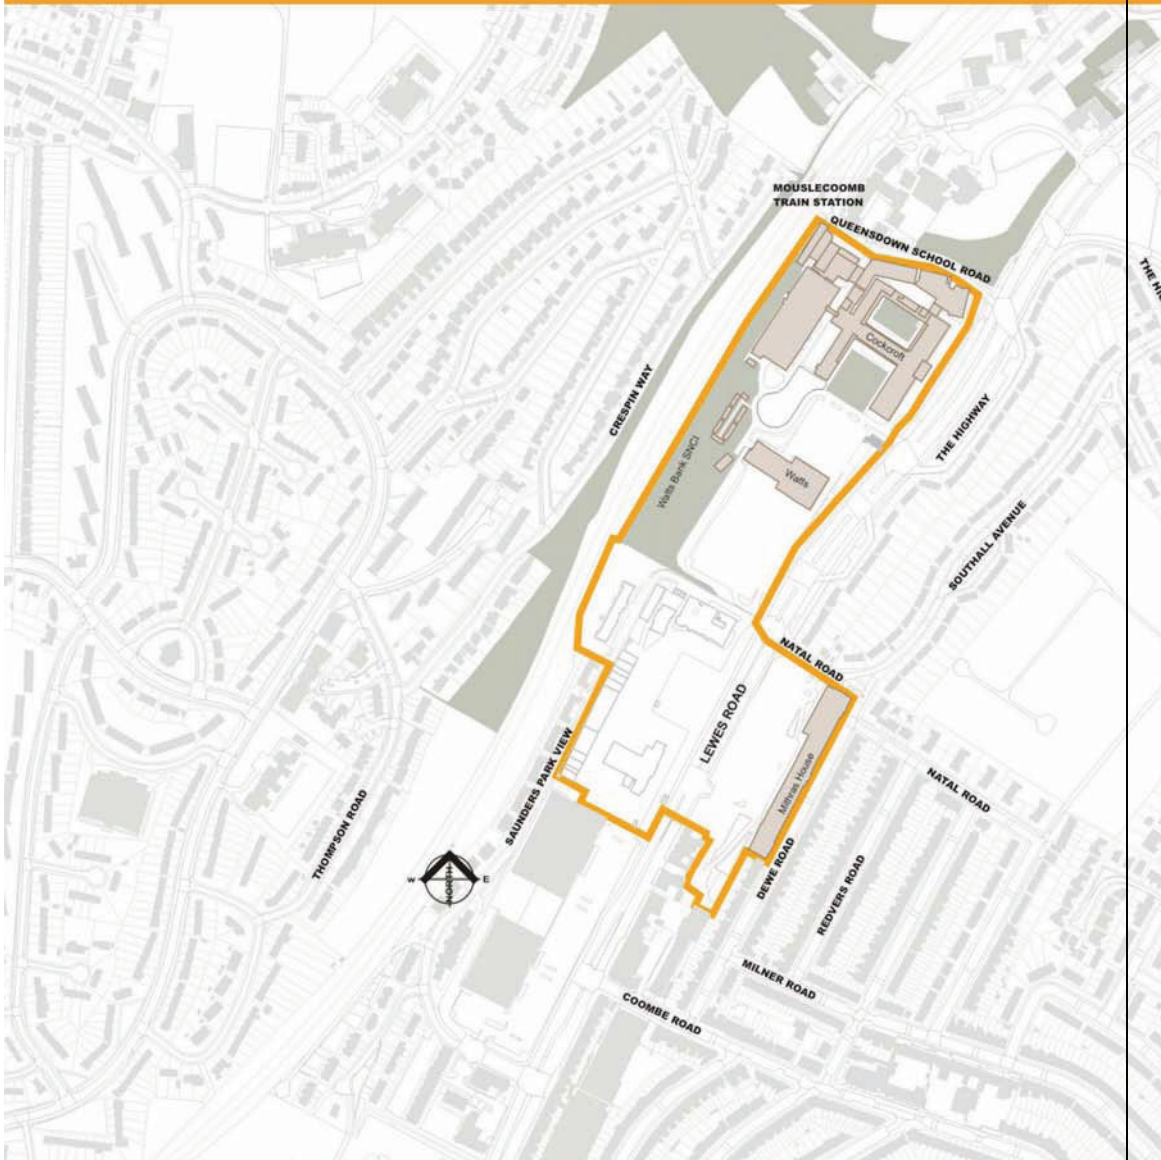 MOUSLECOOMB
TRAIN STATION
QUEENSDOWN SCHOOL ROAD
THE HI
Cockcroft
CRESPIN WAY
THE HIGHWAY
Watts Bank SNCI
Watts
SOUTHALL AVENUE
NATAL ROAD
LEWES ROAD
SAUNDERS PARK VIEW
Mithras House
NATAL ROAD
THOMPSON ROAD
W
NORTH
E
DEWE ROAD
REDVERS ROAD
MILNER ROAD
COOMBE ROAD